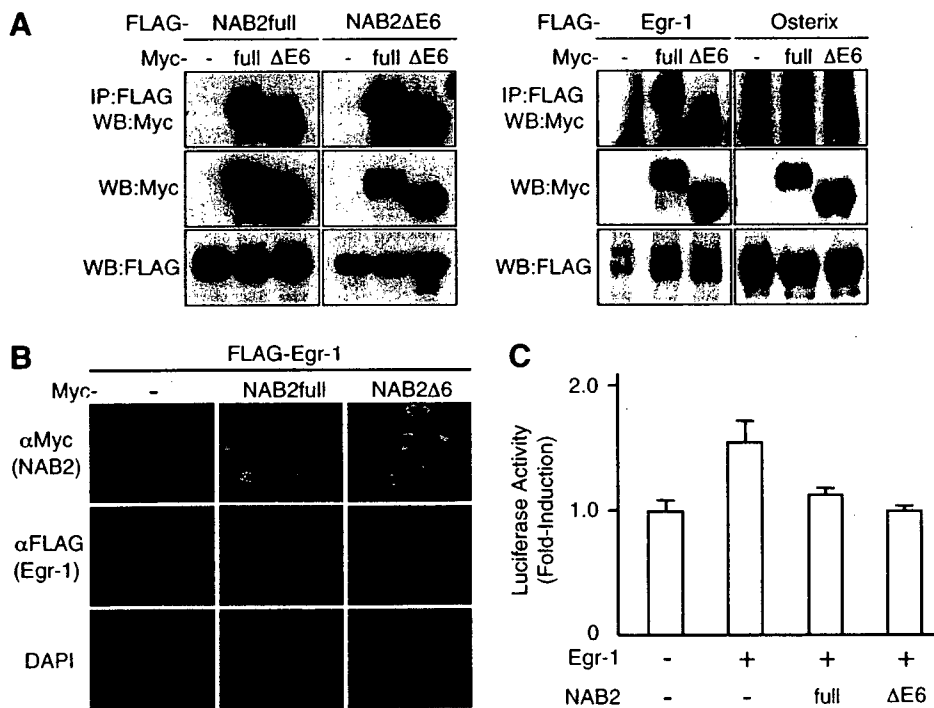 A
FLAG- NAB2full NAB2ΔE6
Myc- - full ΔE6 - full ΔE6
IP:FLAG
WB:Myc
WB:Myc
WB:FLAG
FLAG- Egr-1 Osterix
Myc- - full ΔE6 - full ΔE6
IP:FLAG
WB:Myc
WB:Myc
WB:FLAG
B
FLAG-Egr-1
Myc- - NAB2full NAB2Δ6
αMyc
(NAB2)
αFLAG
(Egr-1)
DAPI
C
Luciferase Activity
(Fold-Induction)
2.0
1.0
0
Egr-1 - + + +
NAB2 - - full ΔE6